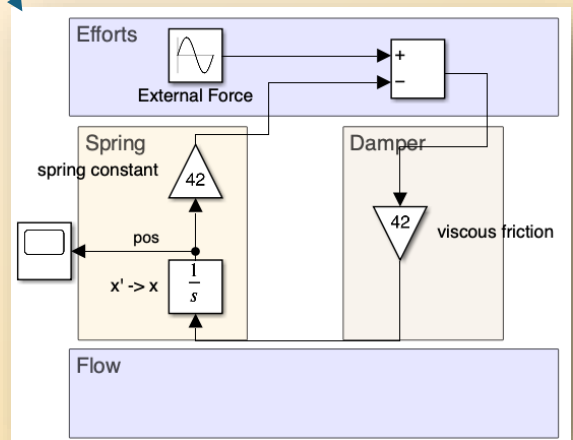 Efforts
+
−
External Force
Spring
Damper
spring constant
42
42
viscous friction
pos
x' -> x
1
s
Flow